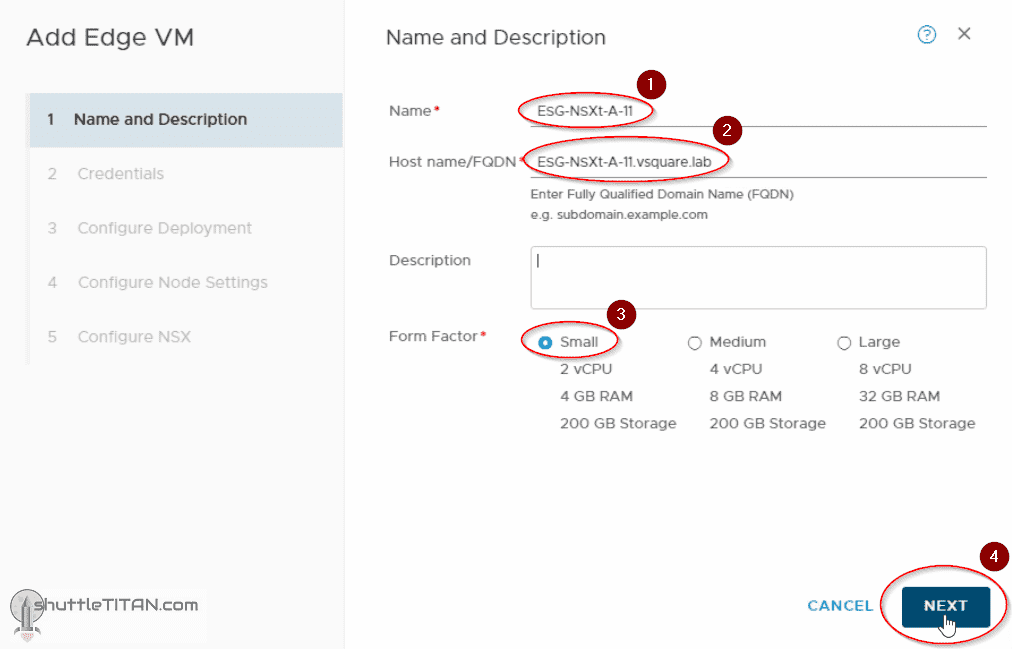 Add Edge VM
1 Name and Description
2 Credentials
3 Configure Deployment
4 Configure Node Settings
5 Configure NSX
shuttleTITAN.com
Name and Description
? ×
1
Name* ESG-NSXt-A-11
2
Host name/FQDN* ESG-NSXt-A-11.vsquare.lab
Enter Fully Qualified Domain Name (FQDN)
e.g. subdomain.example.com
Description
3
Form Factor* Small Medium Large
2 vCPU 4 vCPU 8 vCPU
4 GB RAM 8 GB RAM 32 GB RAM
200 GB Storage 200 GB Storage 200 GB Storage
4
CANCEL NEXT